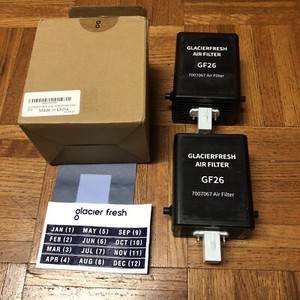 Made in China
GLACIERFRESH
AIR FILTER
GF26
7007067 Air Filter
GLACIERFRESH
AIR FILTER
GF26
7007067 Air Filter
glacier fresh
JAN (1) MAY (5) SEP (9)
FEB (2) JUN (6) OCT (10)
MAR (3) JUL (7) NOV (11)
APR (4) AUG (8) DEC (12)